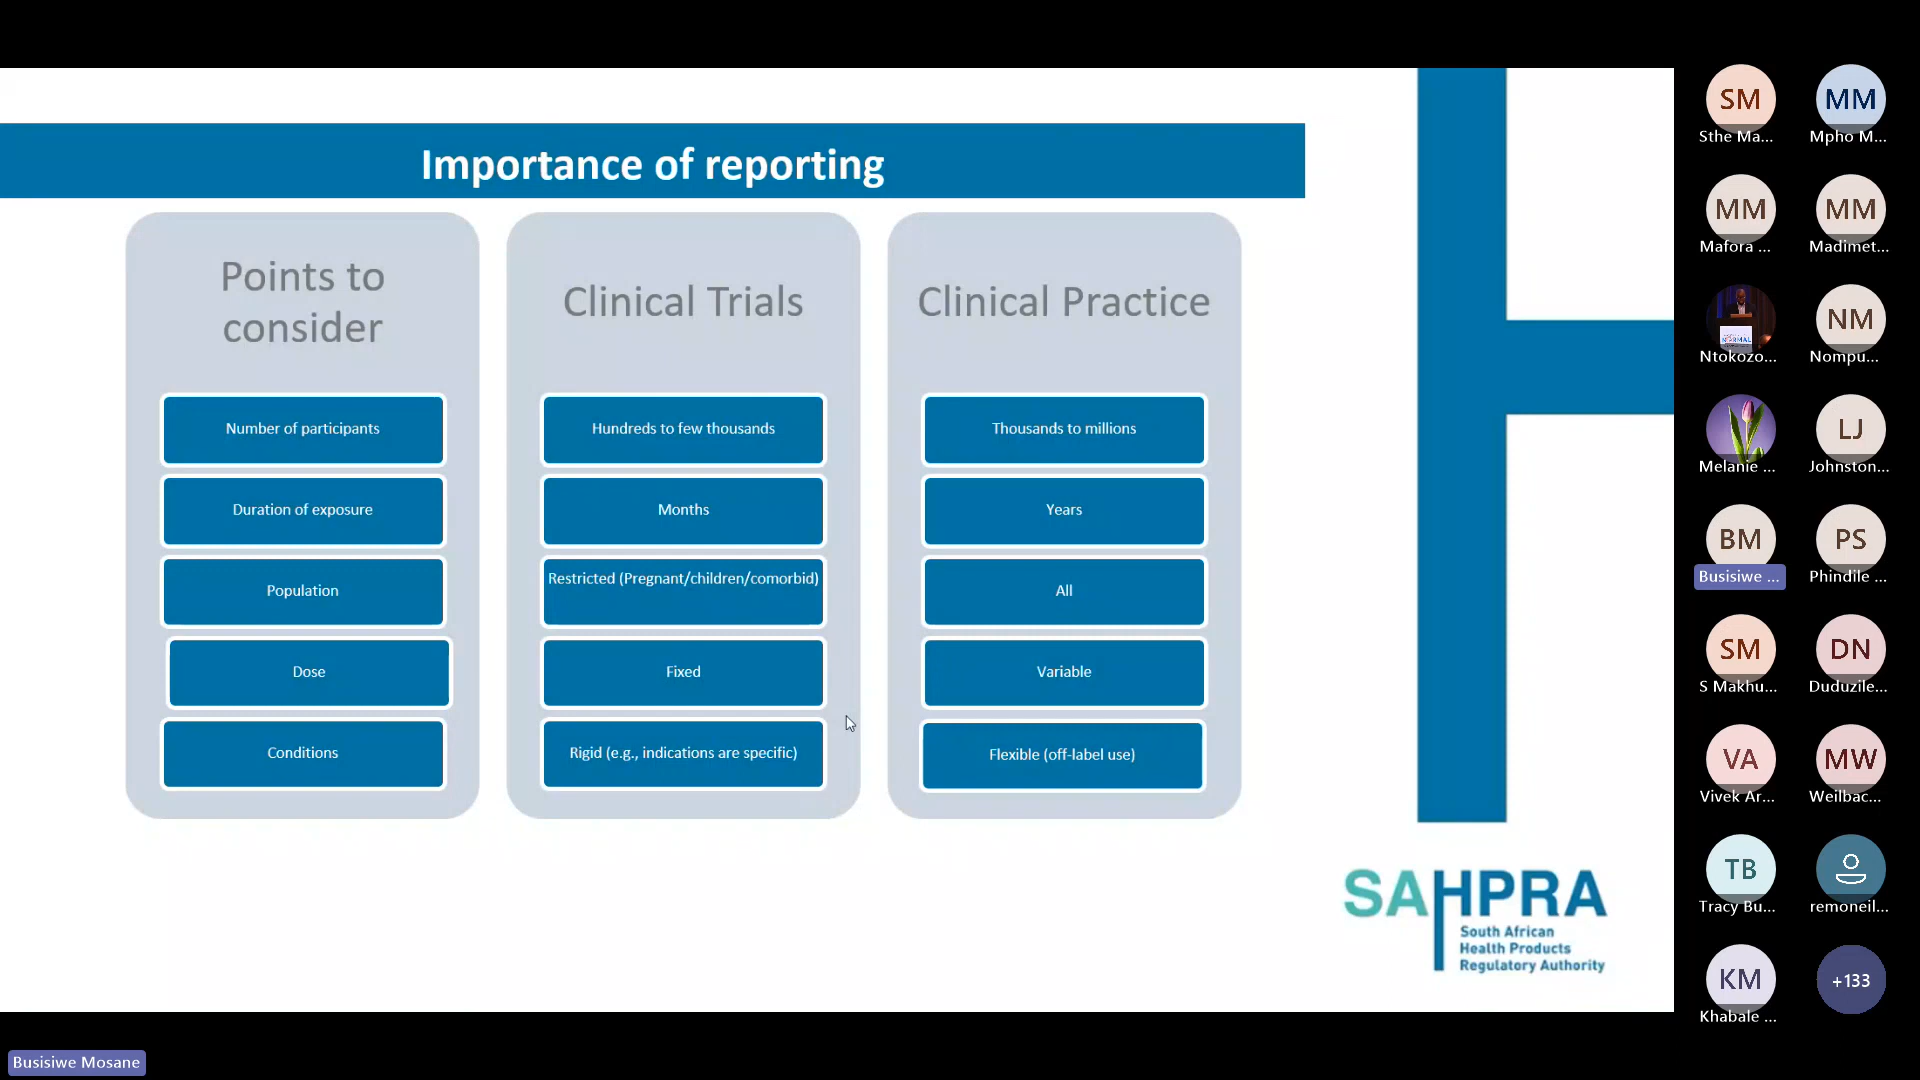 Importance of reporting
Points to
consider
Number of participants
Duration of exposure
Population
Dose
Conditions
Clinical Trials
Hundreds to few thousands
Months
Restricted (Pregnant/children/comorbid)
Fixed
Rigid (e.g., indications are specific)
Clinical Practice
Thousands to millions
Years
All
Variable
Flexible (off-label use)
SAHPRA
South African
Health Products
Regulatory Authority
SM
Sthe Ma...
MM
Mpho M...
MM
Mafora ...
MM
Madimet...
Ntokozo...
NM
Nompu...
Melanie ...
LJ
Johnston...
BM
Busisiwe ...
PS
Phindile ...
SM
S Makhu...
DN
Duduzile...
VA
Vivek Ar...
MW
Weilbac...
TB
Tracy Bu...
remoneil...
KM
Khabale ...
+133
Busisiwe Mosane